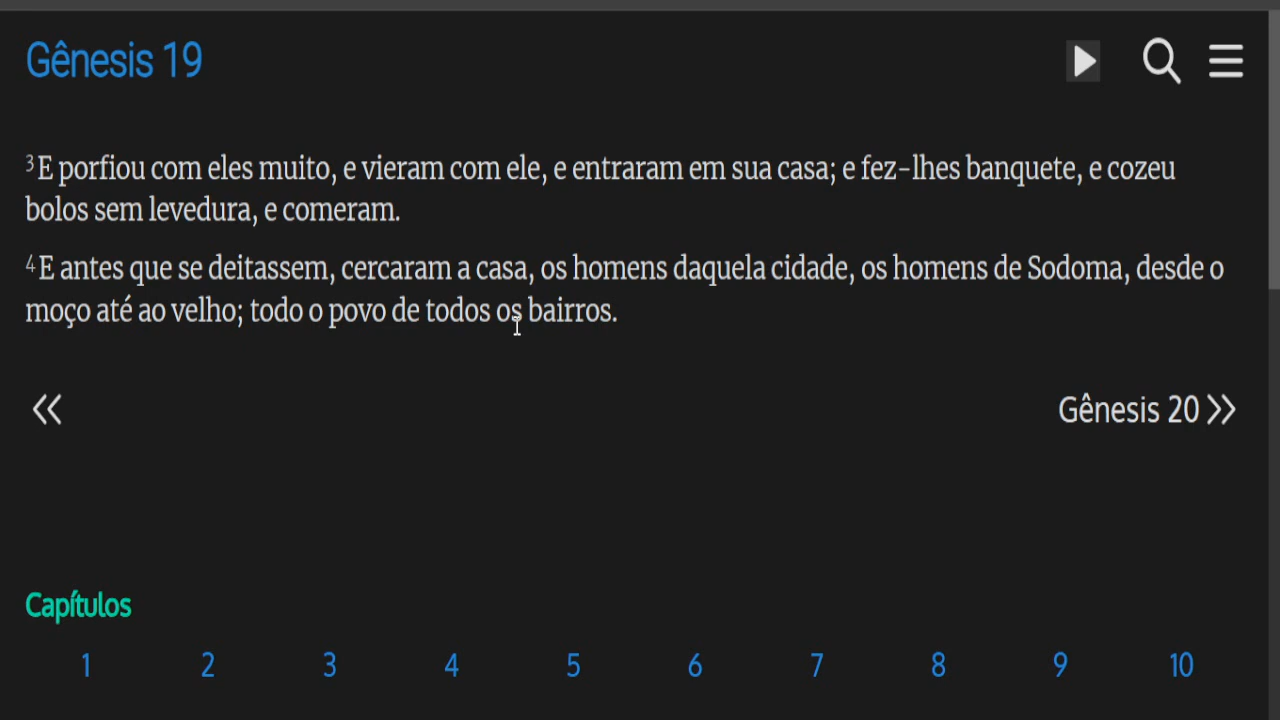 Gênesis 19
3 E porfiou com eles muito, e vieram com ele, e entraram em sua casa; e fez-lhes banquete, e cozeu
bolos sem levedura, e comeram.
4 E antes que se deitassem, cercaram a casa, os homens daquela cidade, os homens de Sodoma, desde o
moço até ao velho; todo o povo de todos os bairros.
Gênesis 20
Capítulos
1 2 3 4 5 6 7 8 9 10